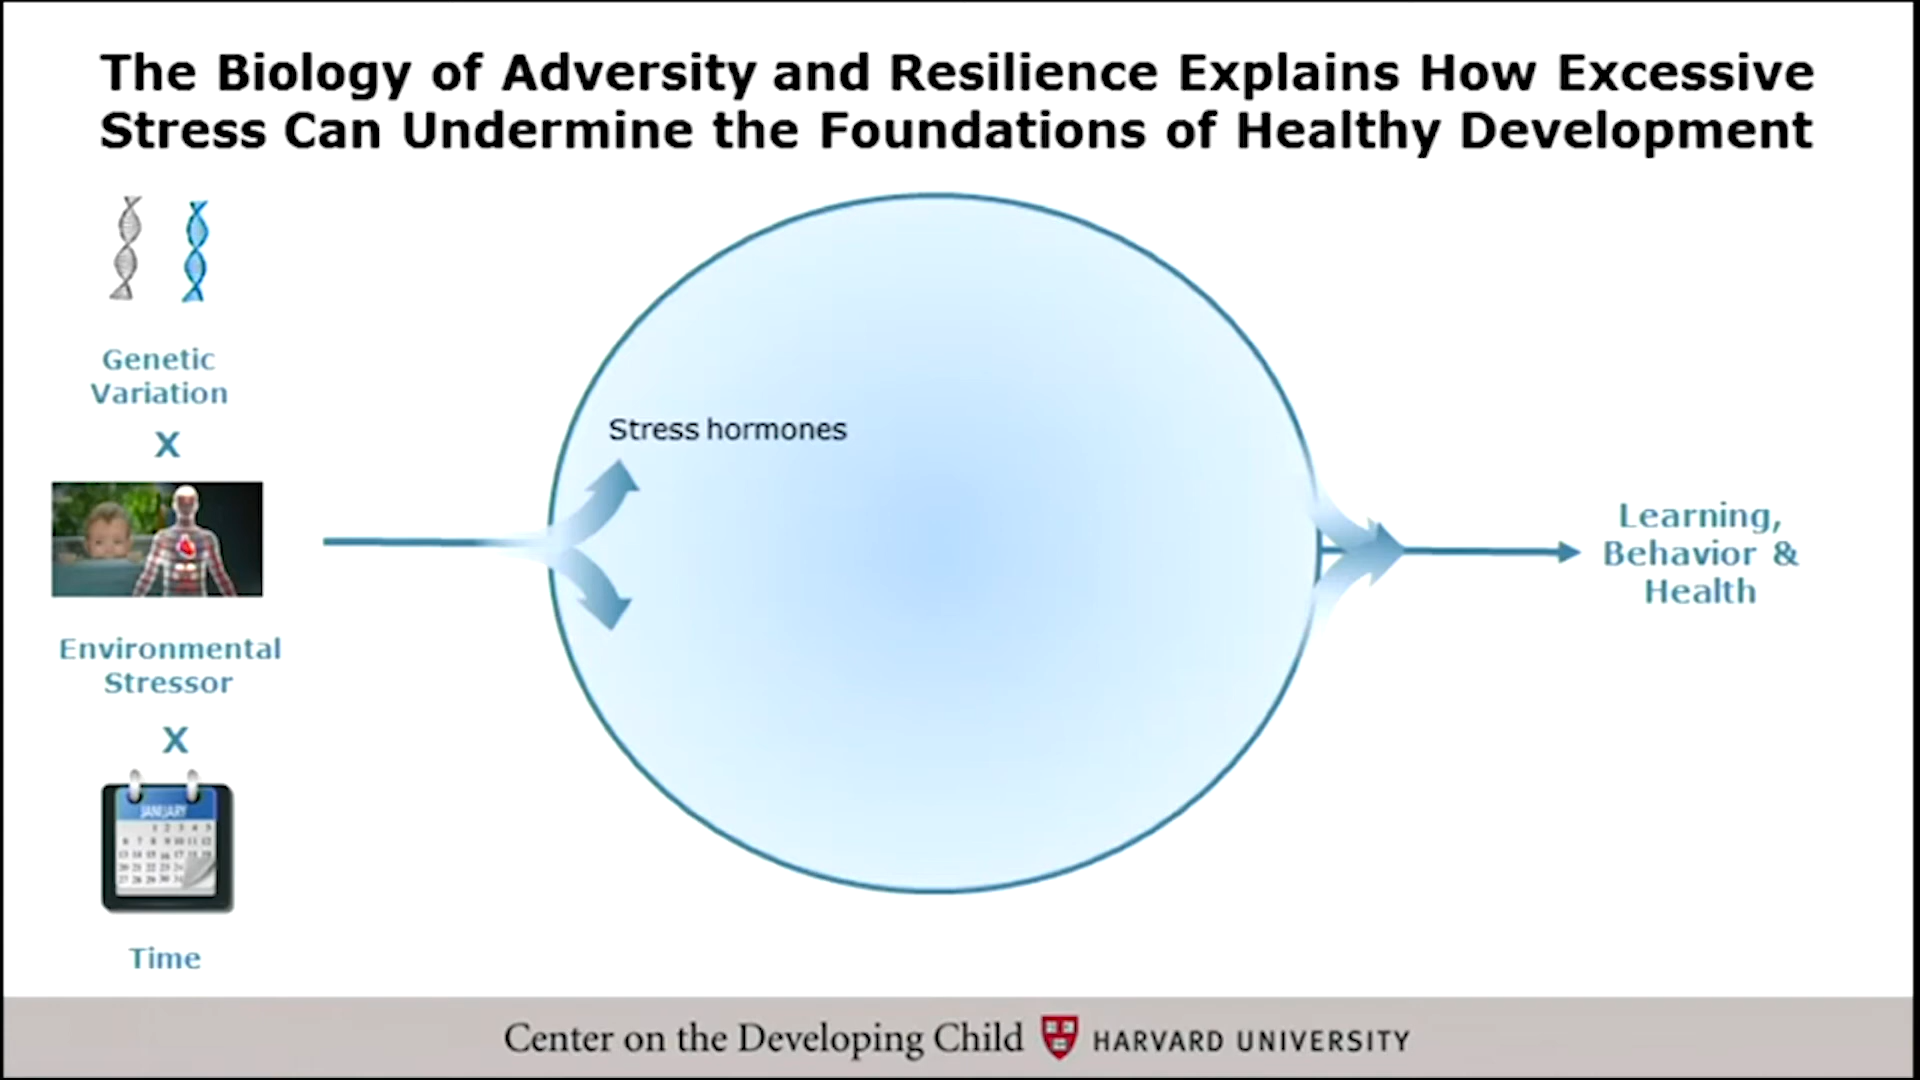 The Biology of Adversity and Resilience Explains How Excessive
Stress Can Undermine the Foundations of Healthy Development
Genetic
Variation
X
Environmental
Stressor
X
JANUARY
Time
Stress hormones
Learning,
Behavior &
Health
Center on the Developing Child HARVARD UNIVERSITY